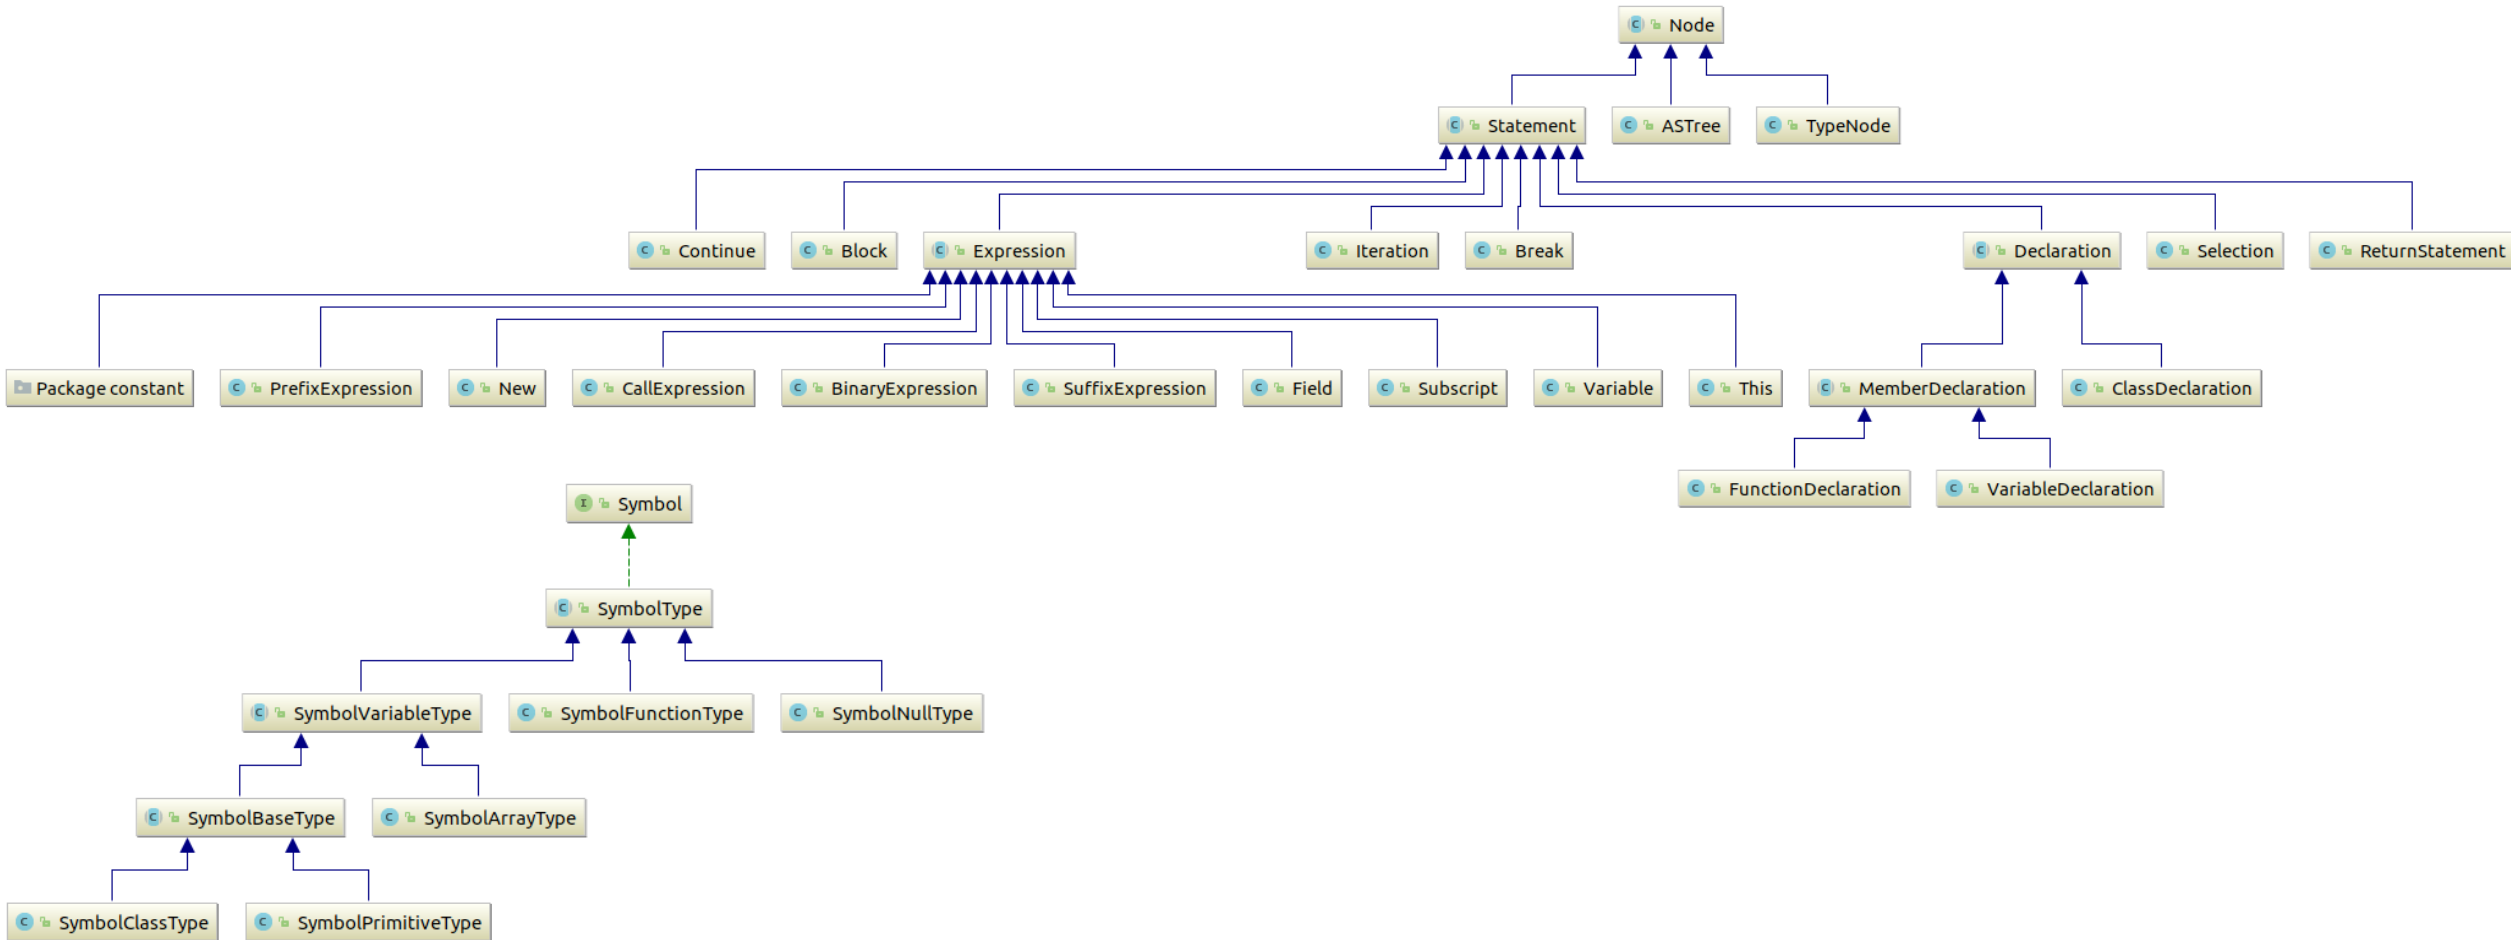 Node
Statement
ASTree
TypeNode
Continue
Block
Expression
Iteration
Break
Declaration
Selection
ReturnStatement
Package constant
PrefixExpression
New
CallExpression
BinaryExpression
SuffixExpression
Field
Subscript
Variable
This
MemberDeclaration
ClassDeclaration
FunctionDeclaration
VariableDeclaration
Symbol
SymbolType
SymbolVariableType
SymbolFunctionType
SymbolNullType
SymbolBaseType
SymbolArrayType
SymbolClassType
SymbolPrimitiveType